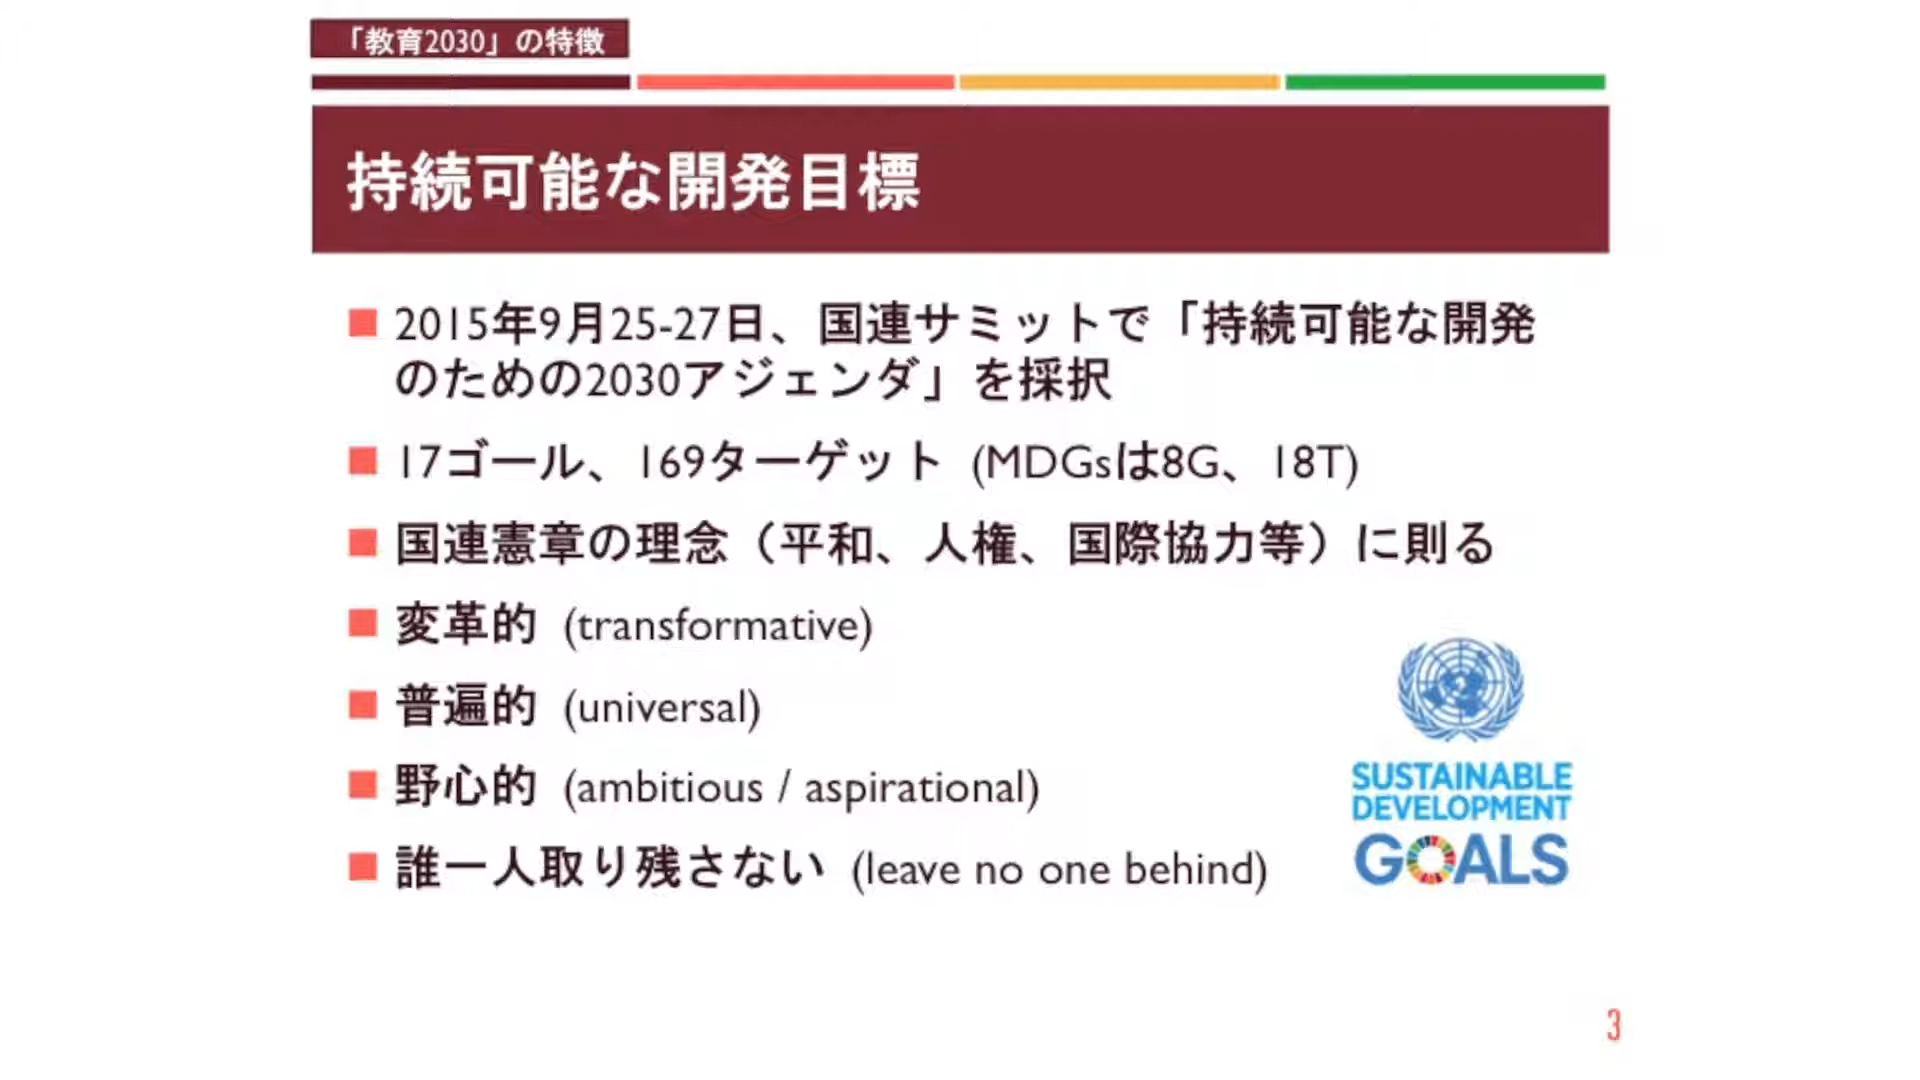 「教育2030」の特徴
持続可能な開発目標
2015年9月25-27日、国連サミットで「持続可能な開発
のための2030アジェンダ」を採択
17ゴール、169ターゲット (MDGsは8G、18T)
国連憲章の理念（平和、人権、国際協力等）に則る
変革的 (transformative)
普遍的 (universal)
野心的 (ambitious / aspirational)
誰一人取り残さない (leave no one behind)
SUSTAINABLE
DEVELOPMENT
GOALS
3